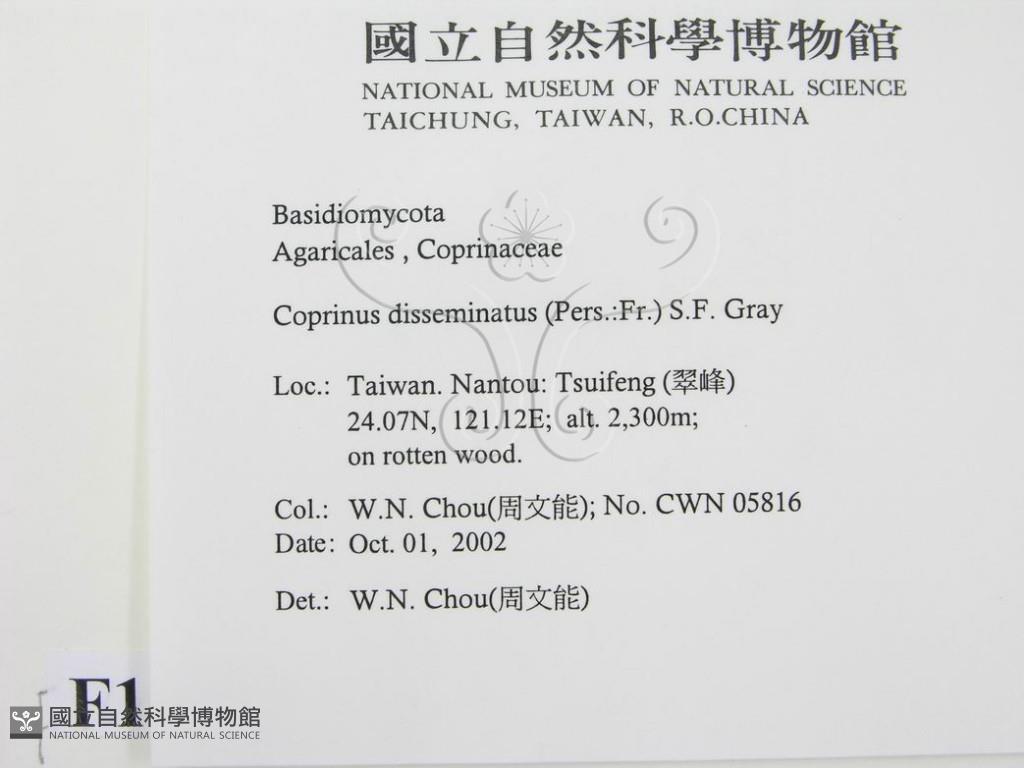 國立自然科學博物館
NATIONAL MUSEUM OF NATURAL SCIENCE
TAICHUNG, TAIWAN, R.O.CHINA
Basidiomycota
Agaricales , Coprinaceae
Coprinus disseminatus (Pers.:Fr.) S.F. Gray
Loc.: Taiwan. Nantou: Tsuifeng (翠峰)
24.07N, 121.12E; alt. 2,300m;
on rotten wood.
Col.: W.N. Chou(周文能); No. CWN 05816
Date: Oct. 01, 2002
Det.: W.N. Chou(周文能)
F1
國立自然科學博物館
NATIONAL MUSEUM OF NATURAL SCIENCE